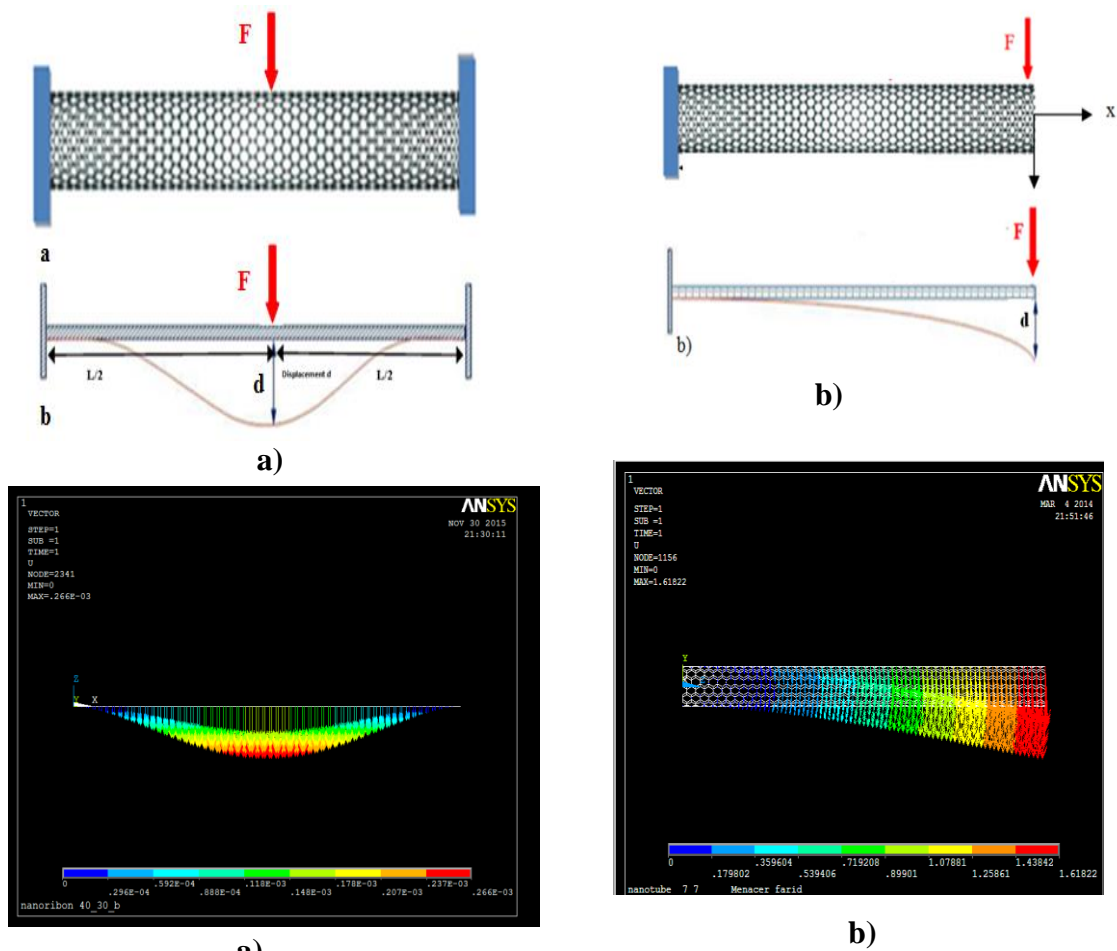 F
a
F
L/2
d
Displacement d
L/2
b
a)
F
X
F
d
b)
b)
1
VECTOR
STEP=1
SUB =1
TIME=1
U
NODE=2341
MIN=0
MAX=.266E-03
ANSYS
NOV 30 2015
21:30:11
Z
Y X
0
.296E-04
.592E-04
.888E-04
.118E-03
.148E-03
.178E-03
.207E-03
.237E-03
.266E-03
nanoribon 40_30_b
a)
1
VECTOR
STEP=1
SUB =1
TIME=1
U
NODE=1156
MIN=0
MAX=1.61822
ANSYS
MAR 4 2014
21:51:46
Y
0
.179802
.359604
.539406
.719208
.89901
1.07881
1.25861
1.43842
1.61822
nanotube 7 7 Menacer farid
b)